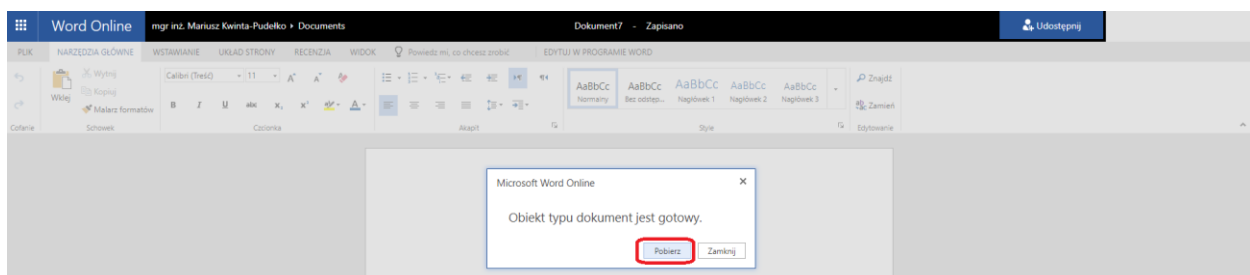 Word Online mgr inż. Mariusz Kwinta-Pudełko ▸ Documents Dokument7 - Zapisano Udostępnij
PLIK NARZĘDZIA GŁÓWNE WSTAWIANIE UKŁAD STRONY RECENZJA WIDOK Powiedz mi, co chcesz zrobić EDYTUJ W PROGRAMIE WORD
Wklej
Wytnij
Kopiuj
Malarz formatów
Calibri (Treść) 11
B I U abc x₂ x²
AaBbCc AaBbCc AaBbCc AaBbCc AaBbCc
Normalny Bez odstęp... Nagłówek 1 Nagłówek 2 Nagłówek 3
Znajdź
Zamień
Cofanie Schowek Czcionka Akapit Style Edytowanie
Microsoft Word Online
Obiekt typu dokument jest gotowy.
Pobierz Zamknij